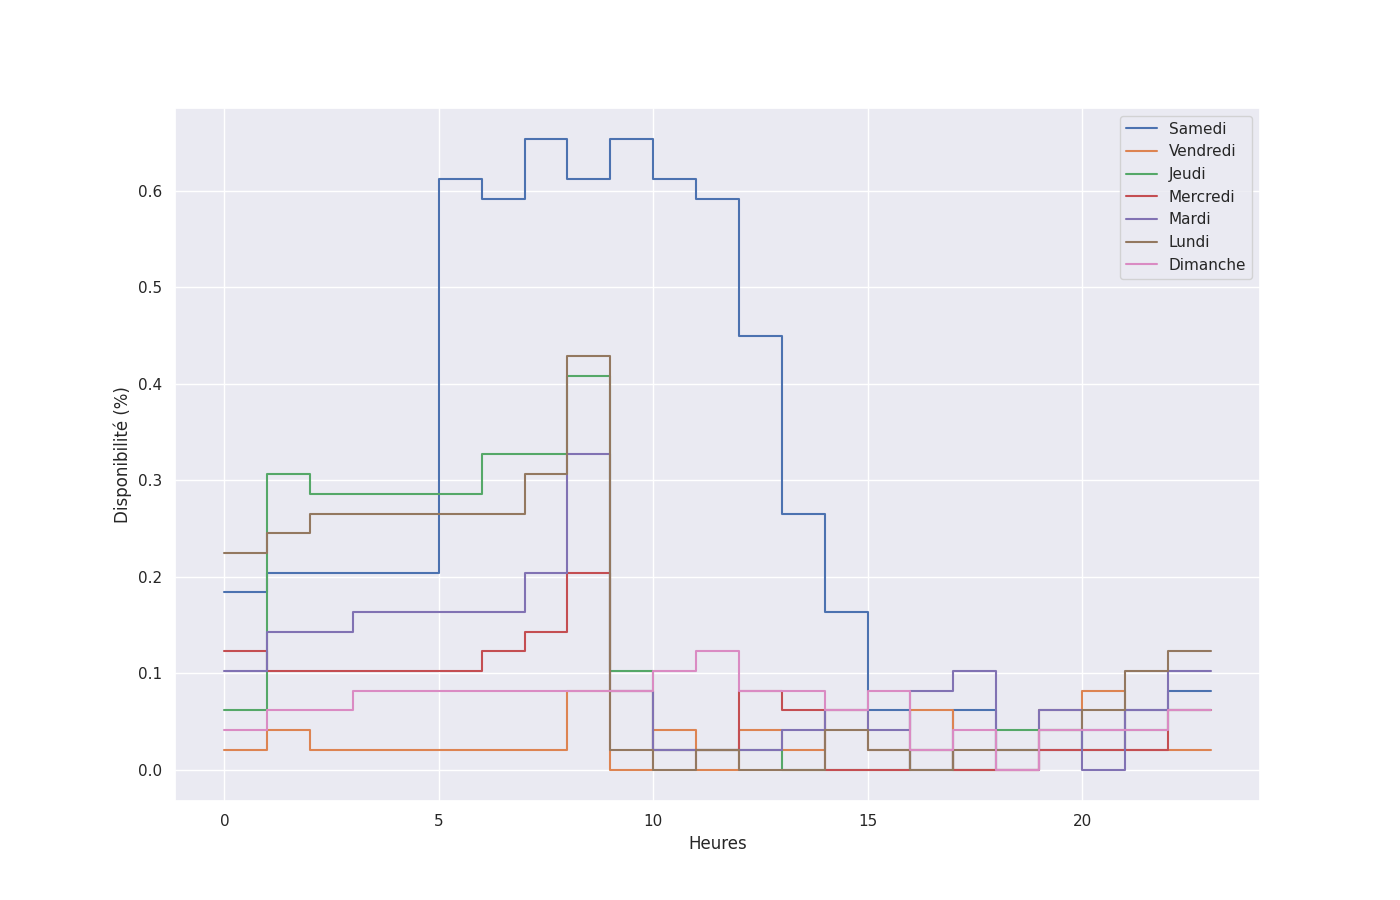 Samedi
Vendredi
Jeudi
Mercredi
Mardi
Lundi
Dimanche
0.6
0.5
0.4
0.3
0.2
0.1
0.0
Disponibilité (%)
0 5 10 15 20
Heures